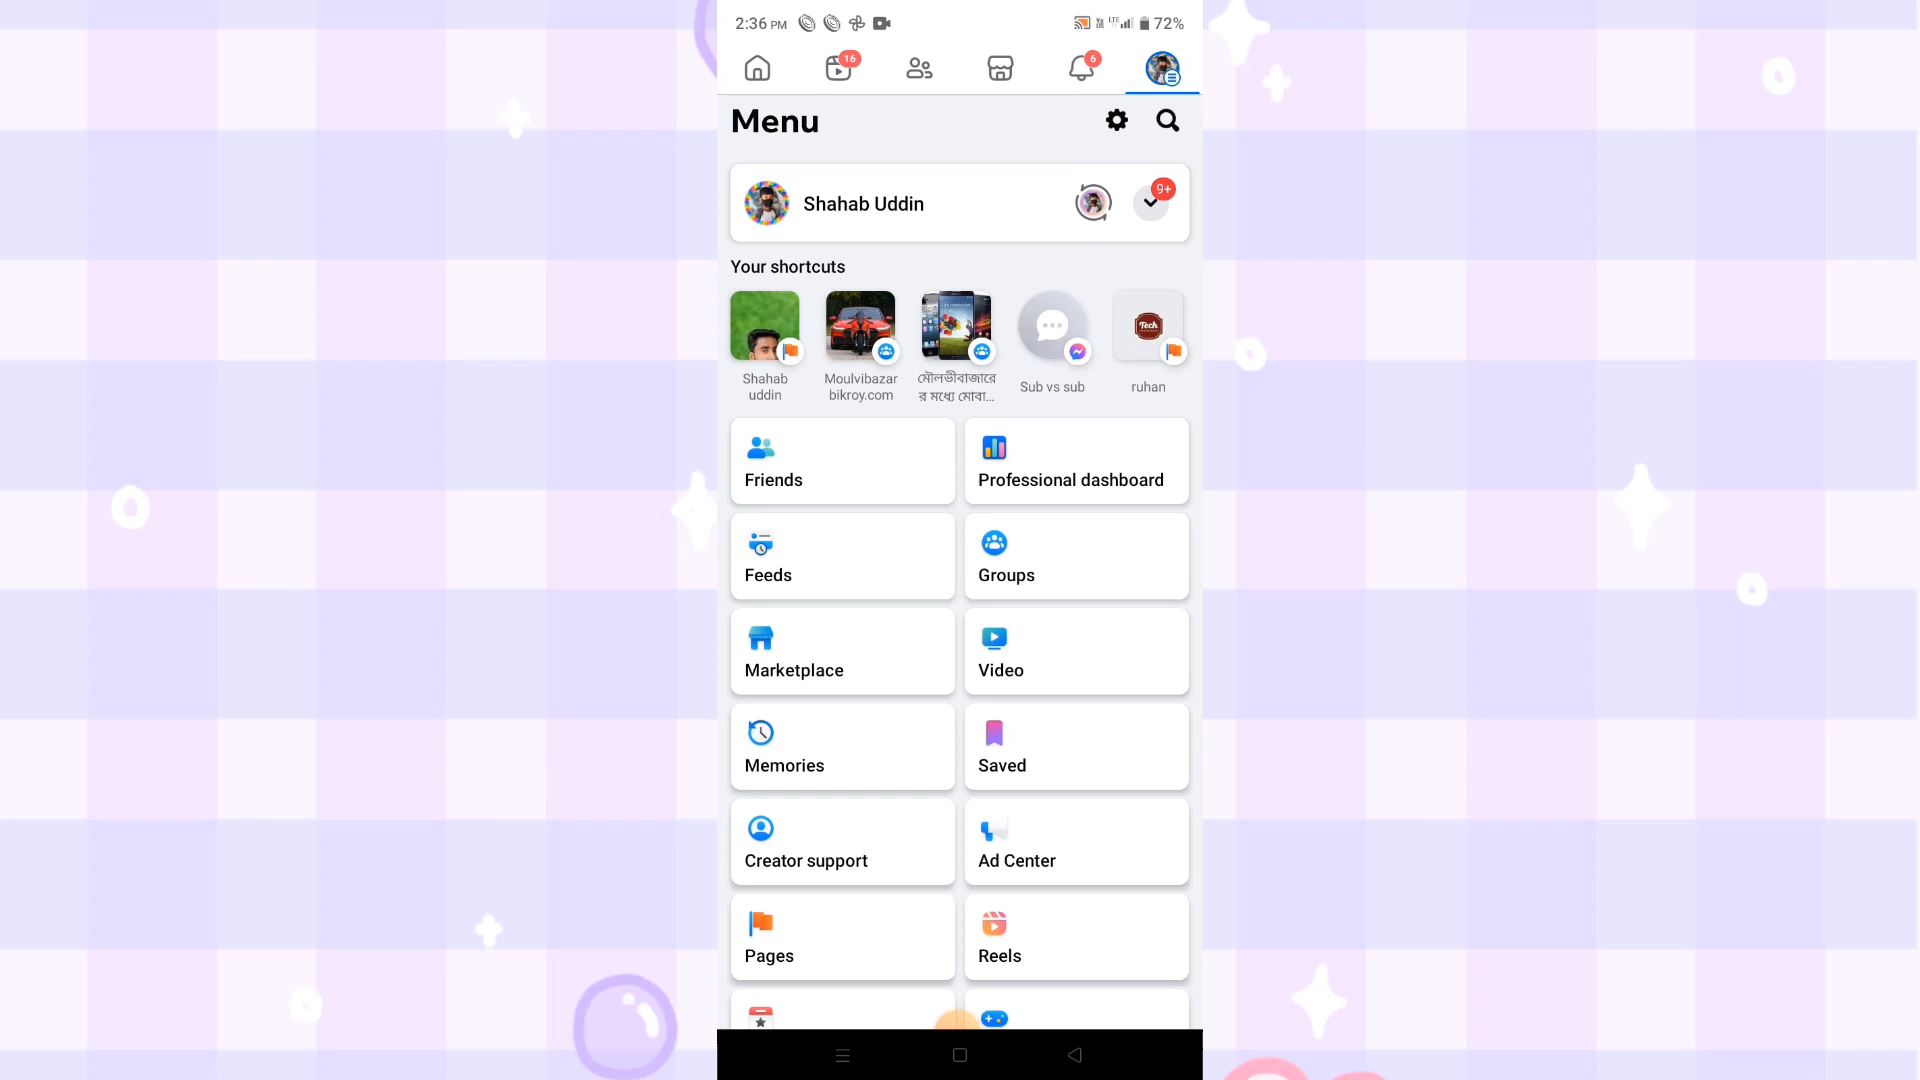 2:36 PM
72%
16
6
Menu
Shahab Uddin
9+
Your shortcuts
Tech
Shahab
uddin
Moulvibazar
bikroy.com
মৌলভীবাজারে
র মধ্যে মোবা...
Sub vs sub
ruhan
Friends
Professional dashboard
Feeds
Groups
Marketplace
Video
Memories
Saved
Creator support
Ad Center
Pages
Reels